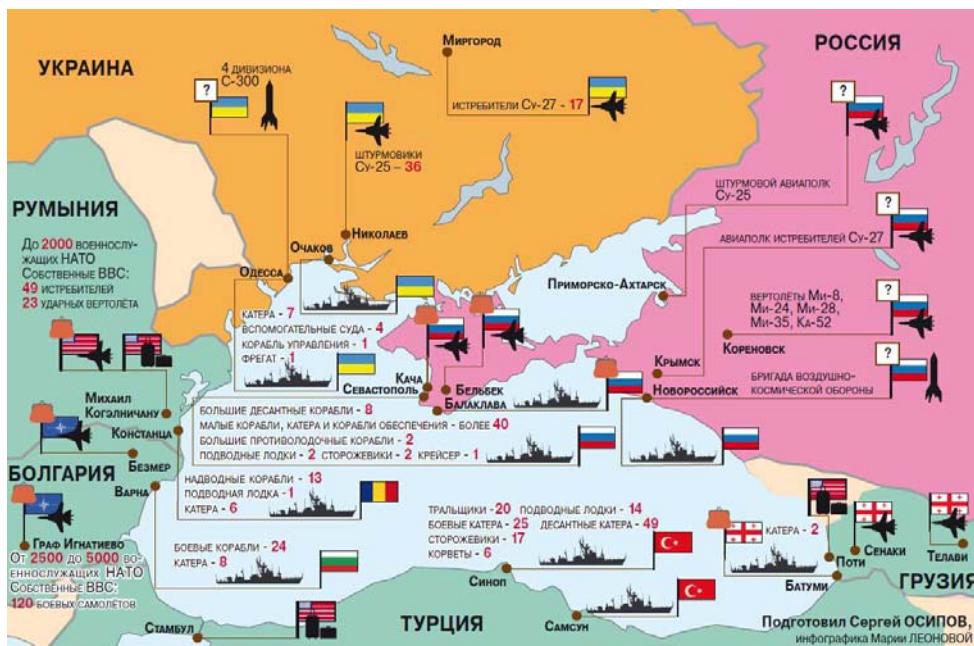 УКРАИНА
4 ДИВИЗИОНА
С-300
?
МИРГОРОД
ИСТРЕБИТЕЛИ СУ-27 - 17
РОССИЯ
?
ШТУРМОВИКИ
СУ-25 – 36
ШТУРМОВОЙ АВИАПОЛК
СУ-25
?
АВИАПОЛК ИСТРЕБИТЕЛЕЙ СУ-27
РУМЫНИЯ
ДО 2000 ВОЕННОСЛУ-
ЖАЩИХ НАТО
СОБСТВЕННЫЕ ВВС:
49 ИСТРЕБИТЕЛЕЙ
23 УДАРНЫХ ВЕРТОЛЁТА
НИКОЛАЕВ
ОЧАКОВ
ОДЕССА
ПРИМОРСКО-АХТАРСК
?
ВЕРТОЛЁТЫ МИ-8,
МИ-24, МИ-28,
МИ-35, КА-52
КОРЕНОВСК
КАТЕРА - 7
ВСПОМОГАТЕЛЬНЫЕ СУДА - 4
КОРАБЛЬ УПРАВЛЕНИЯ - 1
ФРЕГАТ - 1
?
БРИГАДА ВОЗДУШНО-
КОСМИЧЕСКОЙ ОБОРОНЫ
КРЫМСК
НОВОРОССИЙСК
КАЧА
СЕВАСТОПОЛЬ
БЕЛЬБЕК
БАЛАКЛАВА
МИХАИЛ
КОГЭЛНИЧАНУ
КОНСТАНЦА
БОЛЬШИЕ ДЕСАНТНЫЕ КОРАБЛИ - 8
МАЛЫЕ КОРАБЛИ, КАТЕРА И КОРАБЛИ ОБЕСПЕЧЕНИЯ - БОЛЕЕ 40
БОЛЬШИЕ ПРОТИВОЛОДОЧНЫЕ КОРАБЛИ - 2
ПОДВОДНЫЕ ЛОДКИ - 2 СТОРОЖЕВИКИ - 2 КРЕЙСЕР - 1
БЕЗМЕР
БОЛГАРИЯ
ВАРНА
НАДВОДНЫЕ КОРАБЛИ - 13
ПОДВОДНАЯ ЛОДКА - 1
КАТЕРА - 6
ГРАФ ИГНАТИЕВО
ОТ 2500 ДО 5000 ВО-
ЕННОСЛУЖАЩИХ НАТО
СОБСТВЕННЫЕ ВВС:
120 БОЕВЫХ САМОЛЁТОВ
БОЕВЫЕ КОРАБЛИ - 24
КАТЕРА - 8
ТРАЛЬЩИКИ - 20 ПОДВОДНЫЕ ЛОДКИ - 14
БОЕВЫЕ КАТЕРА - 25 ДЕСАНТНЫЕ КАТЕРА - 49
СТОРОЖЕВИКИ - 17
КОРВЕТЫ - 6
СИНОП
КАТЕРА - 2
ПОТИ
СЕНАКИ
ТЕЛАВИ
БАТУМИ
ГРУЗИЯ
СТАМБУЛ
ТУРЦИЯ
САМСУН
ПОДГОТОВИЛ СЕРГЕЙ ОСИПОВ,
ИНФОГРАФИКА МАРИИ ЛЕОНОВОЙ